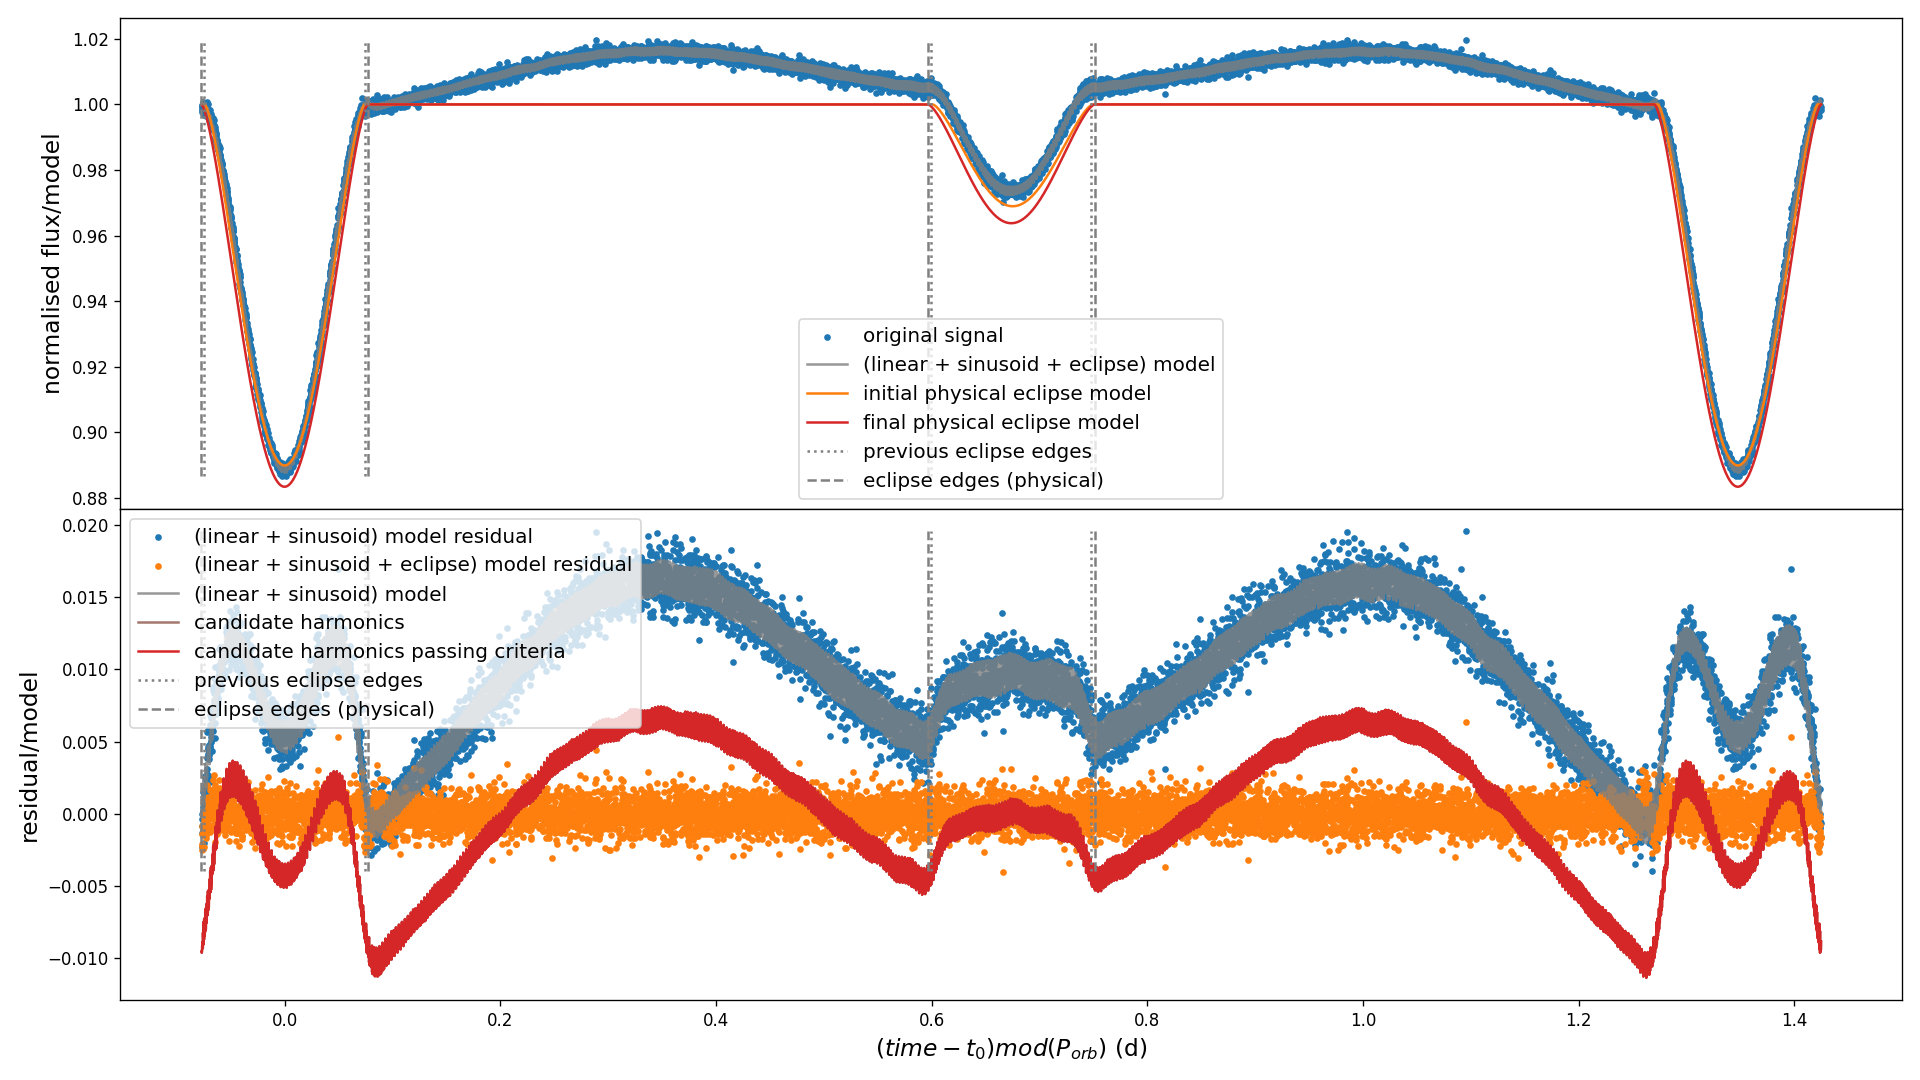 normalised flux/model
1.02
1.00
0.98
0.96
0.94
0.92
0.90
0.88
original signal
(linear + sinusoid + eclipse) model
initial physical eclipse model
final physical eclipse model
previous eclipse edges
eclipse edges (physical)
residual/model
0.020
0.015
0.010
0.005
0.000
−0.005
−0.010
(linear + sinusoid) model residual
(linear + sinusoid + eclipse) model residual
(linear + sinusoid) model
candidate harmonics
candidate harmonics passing criteria
previous eclipse edges
eclipse edges (physical)
0.0 0.2 0.4 0.6 0.8 1.0 1.2 1.4
(time − t₀)mod(Pₒᵣb) (d)